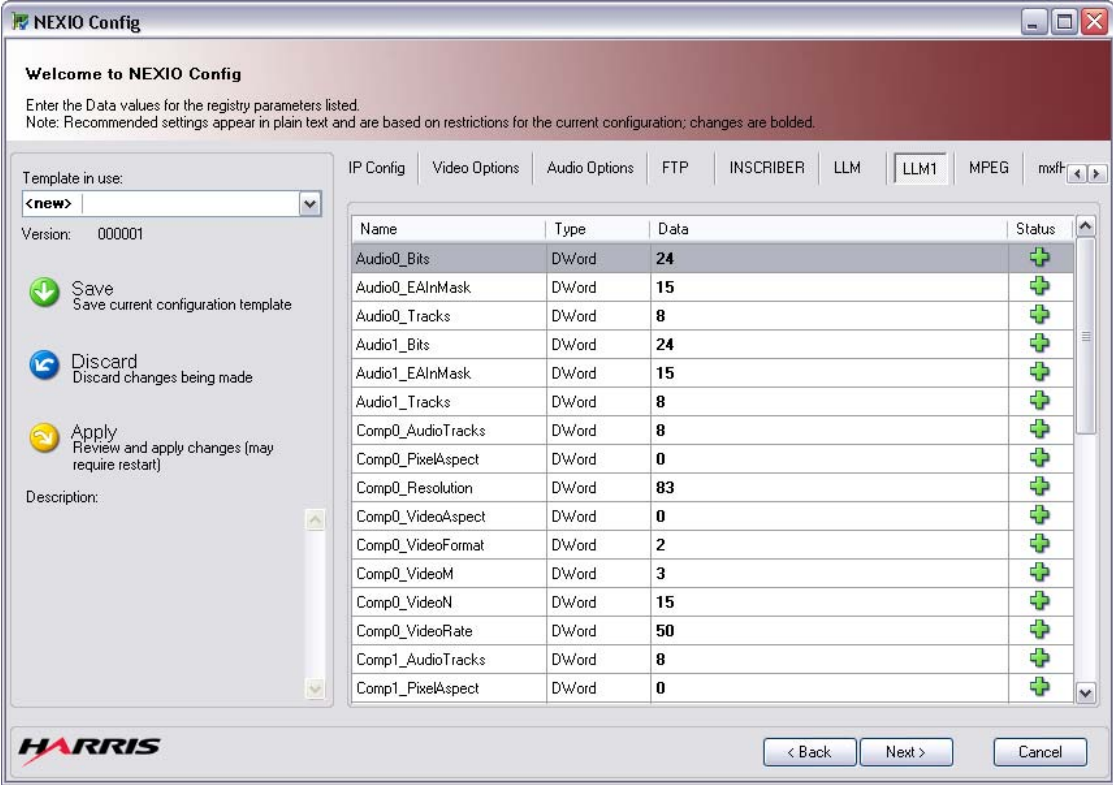 NEXIO Config
Welcome to NEXIO Config
Enter the Data values for the registry parameters listed.
Note: Recommended settings appear in plain text and are based on restrictions for the current configuration; changes are bolded.
Template in use:
<new>
Version: 000001
Save
Save current configuration template
Discard
Discard changes being made
Apply
Review and apply changes (may
require restart)
Description:
IP Config Video Options Audio Options FTP INSCRIBER LLM LLM1 MPEG
Name Type Data Status
Audio0_Bits DWord 24
Audio0_EAInMask DWord 15
Audio0_Tracks DWord 8
Audio1_Bits DWord 24
Audio1_EAInMask DWord 15
Audio1_Tracks DWord 8
Comp0_AudioTracks DWord 8
Comp0_PixelAspect DWord 0
Comp0_Resolution DWord 83
Comp0_VideoAspect DWord 0
Comp0_VideoFormat DWord 2
Comp0_VideoM DWord 3
Comp0_VideoN DWord 15
Comp0_VideoRate DWord 50
Comp1_AudioTracks DWord 8
Comp1_PixelAspect DWord 0
HARRIS
< Back Next > Cancel